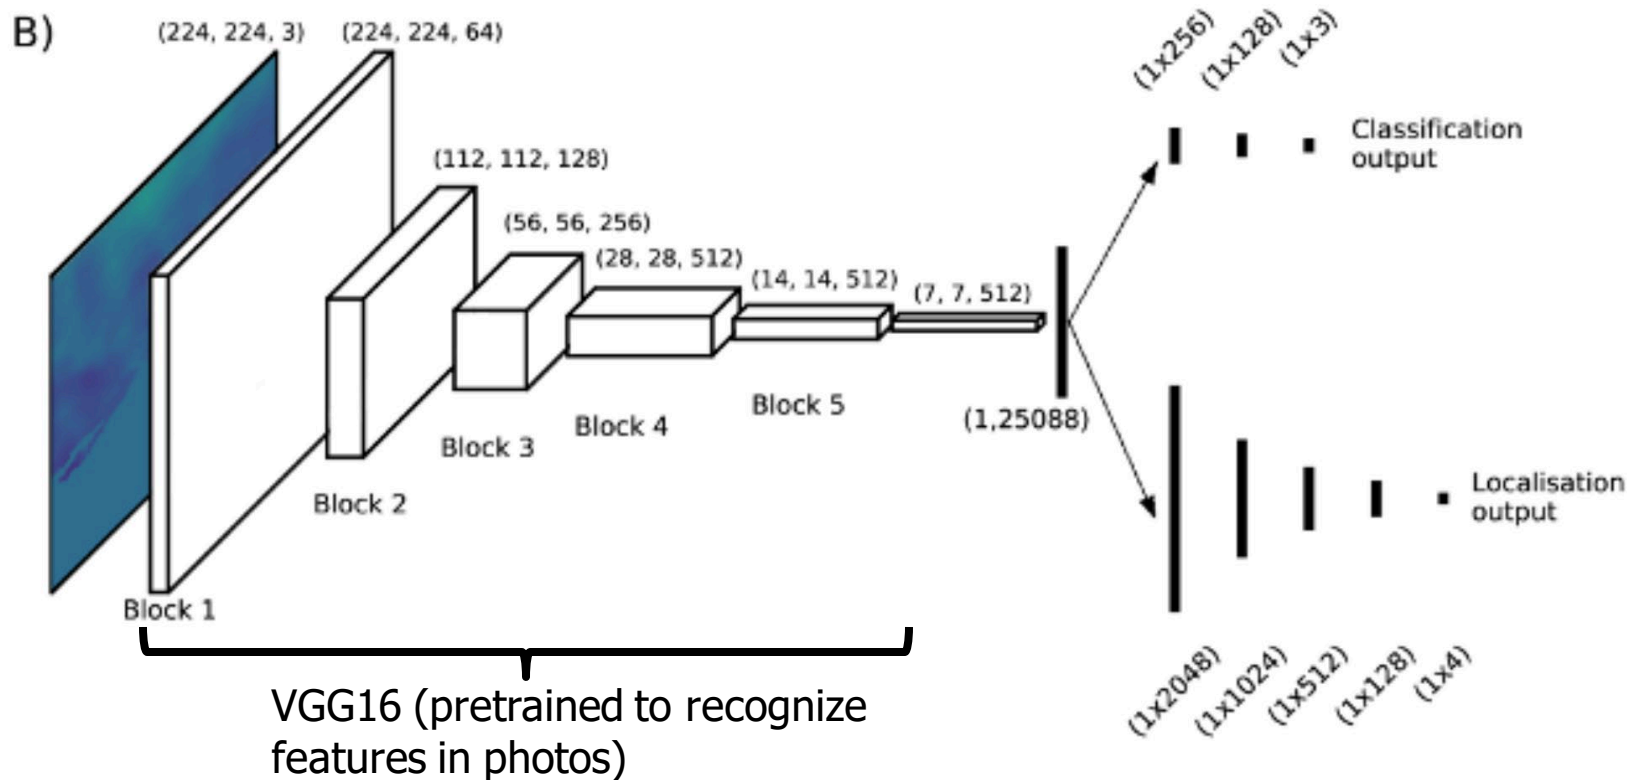 B)
(224, 224, 3)
(224, 224, 64)
(112, 112, 128)
(56, 56, 256)
(28, 28, 512)
(14, 14, 512)
(7, 7, 512)
(1,25088)
Block 1
Block 2
Block 3
Block 4
Block 5
VGG16 (pretrained to recognize
features in photos)
(1x256)
(1x128)
(1x3)
Classification
output
(1x2048)
(1x1024)
(1x512)
(1x128)
(1x4)
Localisation
output